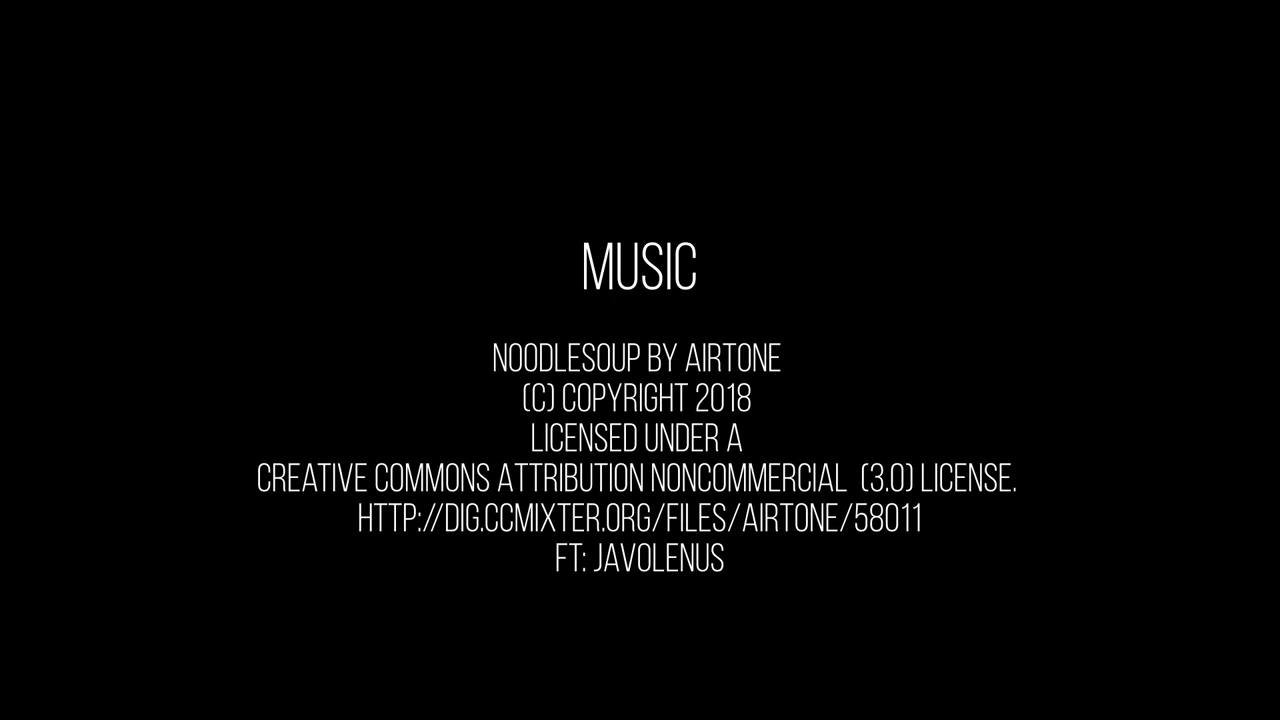 MUSIC
NOODLESOUP BY AIRTONE
(C) COPYRIGHT 2018
LICENSED UNDER A
CREATIVE COMMONS ATTRIBUTION NONCOMMERCIAL (3.0) LICENSE.
HTTP://DIG.CCMIXTER.ORG/FILES/AIRTONE/58011
FT: JAVOLENUS